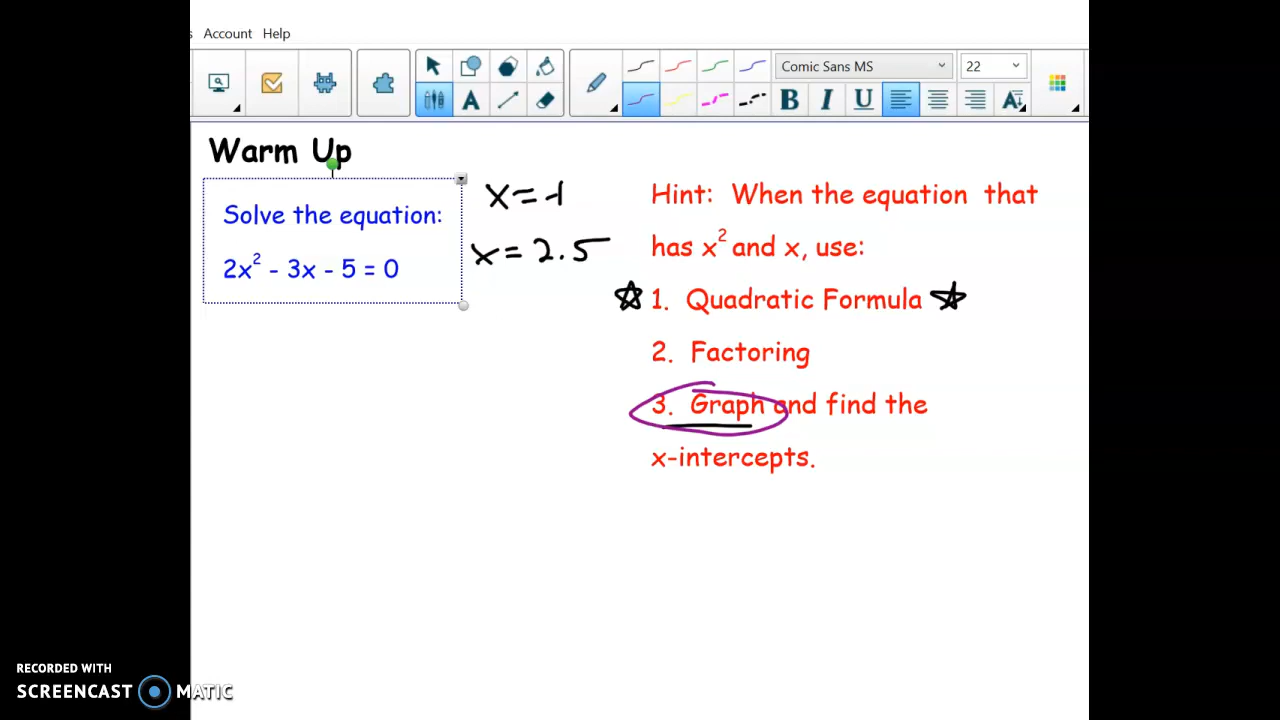 Account Help
Comic Sans MS 22
B I U A
A
Warm Up
Solve the equation:
2x² - 3x - 5 = 0
x = -1
x = 2.5
Hint: When the equation that
has x² and x, use:
1. Quadratic Formula
2. Factoring
3. Graph and find the
x-intercepts.
RECORDED WITH
SCREENCAST MATIC